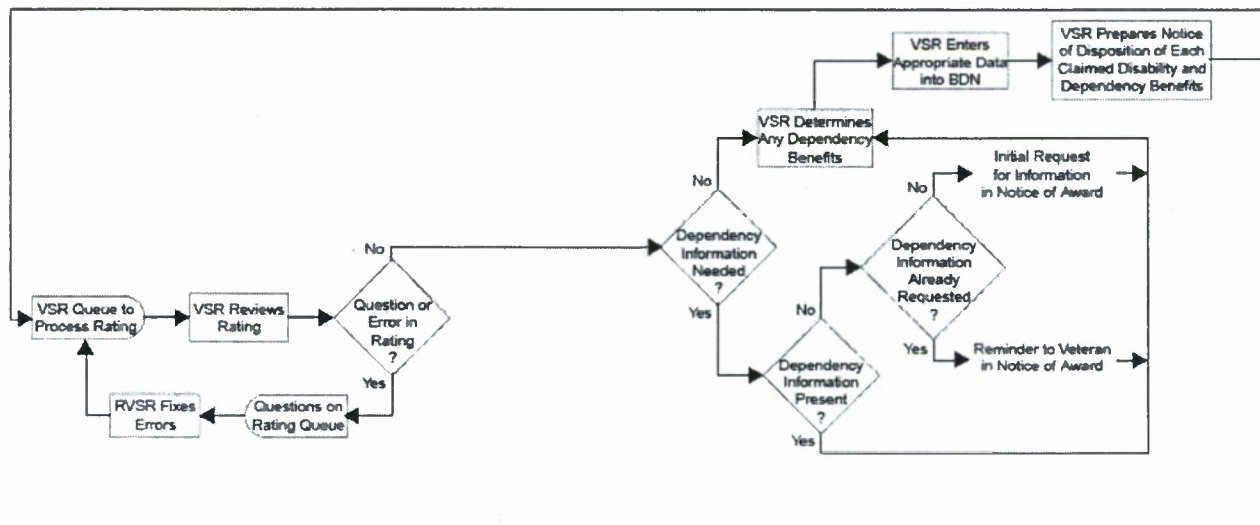 VSR Enters
Appropriate Data
into BDN
VSR Prepares Notice
of Disposition of Each
Claimed Disability and
Dependency Benefits
VSR Determines
Any Dependency
Benefits
Initial Request
for Information
in Notice of Award
No
No
Dependency
Information
Needed
?
Dependency
Information
Already
Requested
?
No
Question or
Error in
Rating
?
VSR Queue to
Process Rating
VSR Reviews
Rating
Yes
No
Yes
Reminder to Veteran
in Notice of Award
Dependency
Information
Present
?
Yes
Yes
RVSR Fixes
Errors
Questions on
Rating Queue